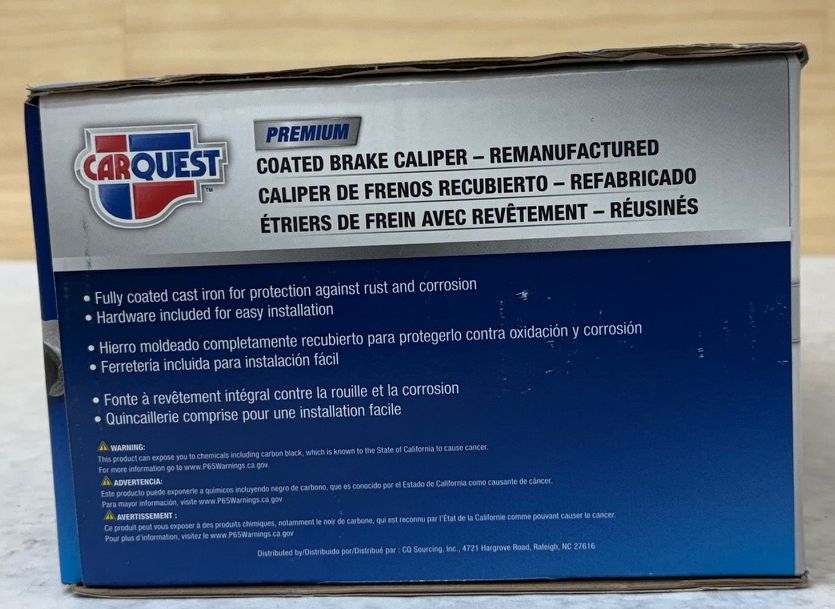 CARQUEST
TM
PREMIUM
COATED BRAKE CALIPER – REMANUFACTURED
CALIPER DE FRENOS RECUBIERTO – REFABRICADO
ÉTRIERS DE FREIN AVEC REVÊTEMENT – RÉUSINÉS
• Fully coated cast iron for protection against rust and corrosion
• Hardware included for easy installation
• Hierro moldeado completamente recubierto para protegerlo contra oxidación y corrosión
• Ferretería incluida para instalación fácil
• Fonte à revêtement intégral contre la rouille et la corrosion
• Quincaillerie comprise pour une installation facile
WARNING:
This product can expose you to chemicals including carbon black, which is known to the State of California to cause cancer.
For more information go to www.P65Warnings.ca.gov.
ADVERTENCIA:
Este producto puede exponerle a químicos incluyendo negro de carbono, que es conocido por el Estado de California como causante de cáncer.
Para mayor información, visite www.P65Warnings.ca.gov
AVERTISSEMENT :
Ce produit peut vous exposer à des produits chimiques, notamment le noir de carbone, qui est reconnu par l'État de la Californie comme pouvant causer le cancer.
Pour plus d'information, visitez le www.P65Warnings.ca.gov
Distributed by/Distribuido por/Distribué par : CQ Sourcing, Inc., 4721 Hargrove Road, Raleigh, NC 27616